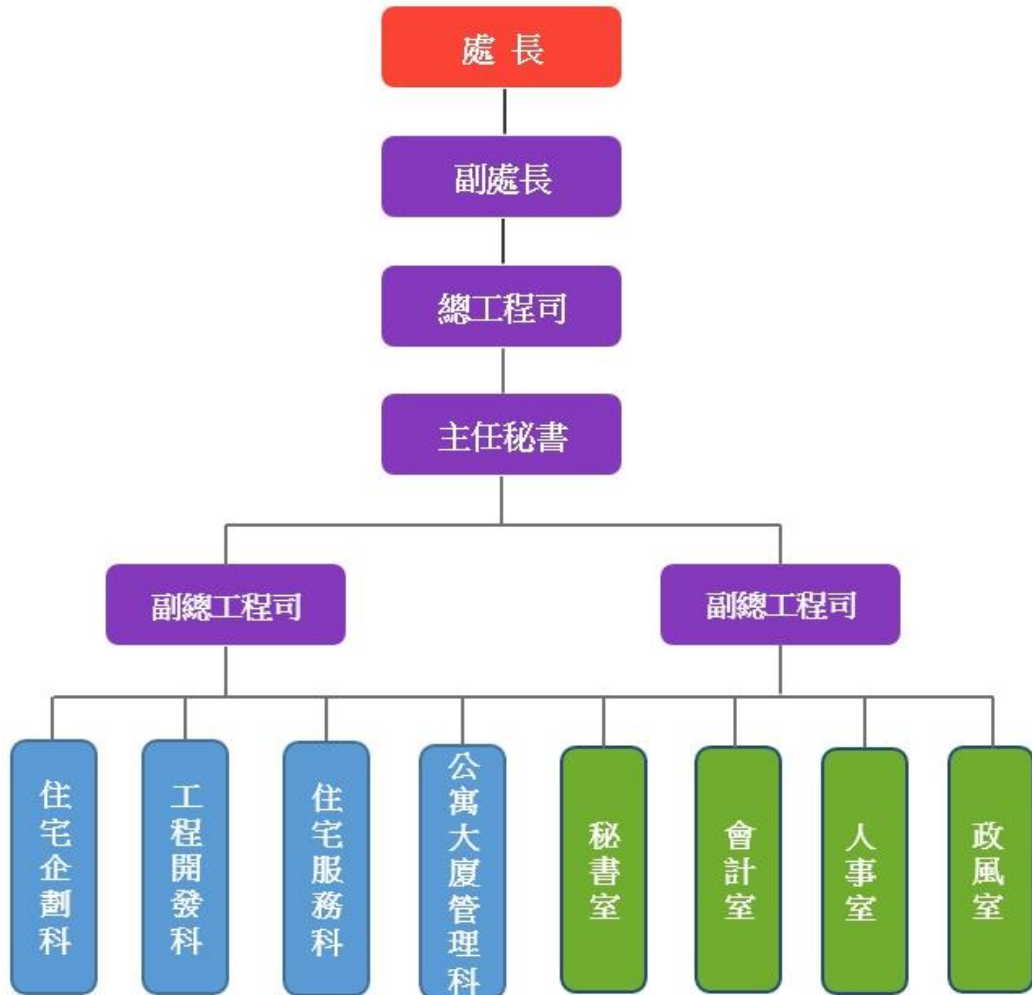 處 長
副處長
總工程司
主任秘書
副總工程司
副總工程司
住宅企劃科
工程開發科
住宅服務科
公寓大廈管理科
秘書室
會計室
人事室
政風室